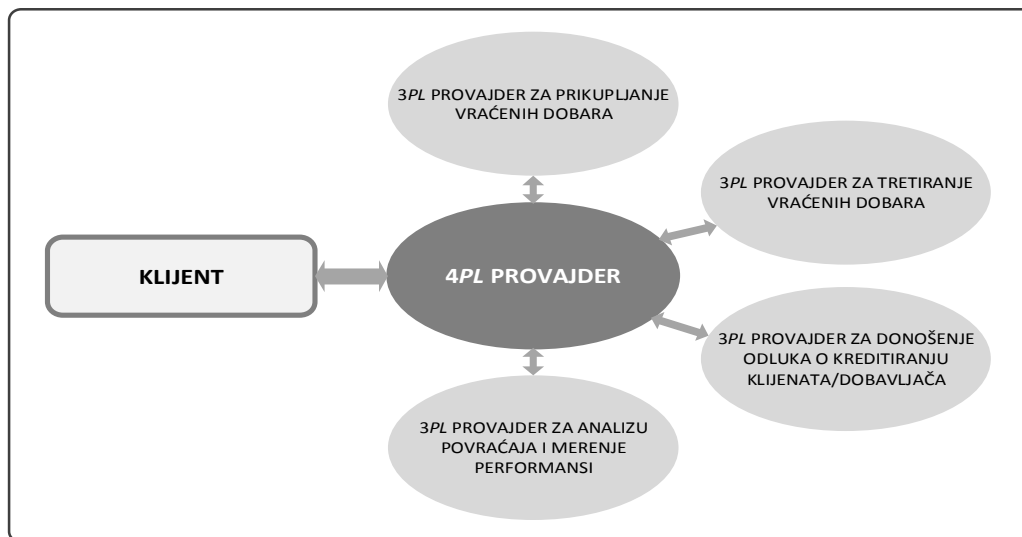 3PL PROVAJDER ZA PRIKUPLJANJE
VRAĆENIH DOBARA
3PL PROVAJDER ZA TRETIRANJE
VRAĆENIH DOBARA
KLIJENT
4PL PROVAJDER
3PL PROVAJDER ZA DONOŠENJE
ODLUKA O KREDITIRANJU
KLIJENATA/DOBAVLJAČA
3PL PROVAJDER ZA ANALIZU
POVRAĆAJA I MERENJE
PERFORMANSI